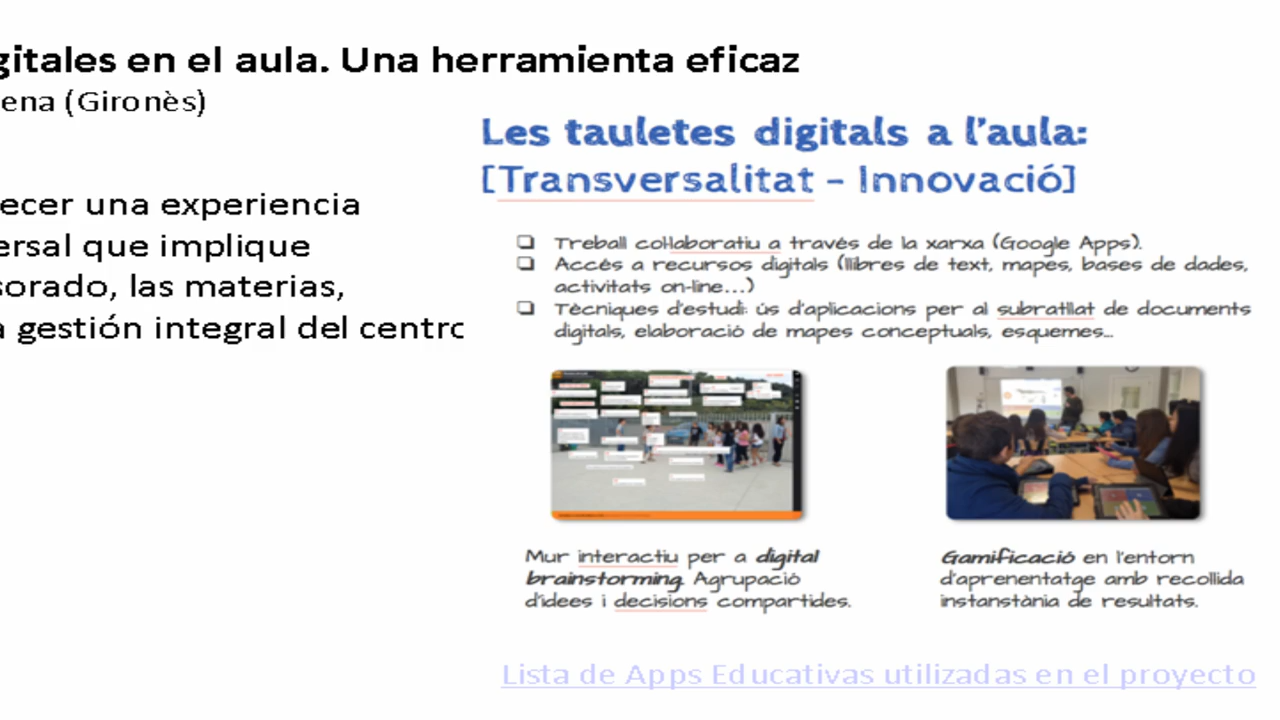 gitales en el aula. Una herramienta eficaz
ena (Gironès)
ecer una experiencia
ersal que implique
sorado, las materias,
a gestión integral del centro
Les tauletes digitals a l'aula:
[Transversalitat - Innovació]
❑ Treball col·laboratiu a través de la xarxa (Google Apps).
❑ Accés a recursos digitals (llibres de text, mapes, bases de dades,
activitats on-line...)
❑ Tècniques d'estudi: ús d'aplicacions per al subratllat de documents
digitals, elaboració de mapes conceptuals, esquemes...
Mur interactiu per a digital
brainstorming. Agrupació
d'idees i decisions compartides.
Gamificació en l'entorn
d'aprenentatge amb recollida
instanstània de resultats.
Lista de Apps Educativas utilizadas en el proyecto